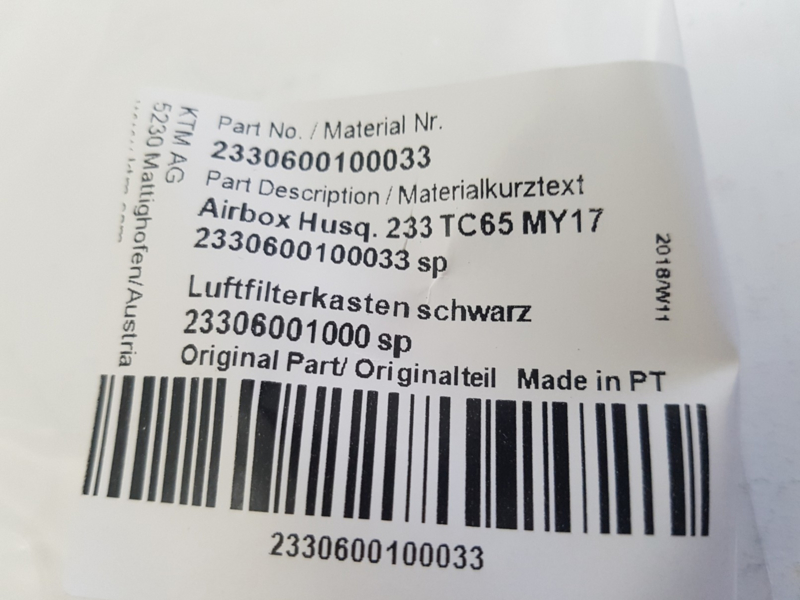 KTM AG
5230 Mattighofen/Austria
Part No. / Material Nr.
2330600100033
Part Description / Materialkurztext
Airbox Husq. 233 TC65 MY17
2330600100033 sp
Luftfilterkasten schwarz
23306001000 sp
Original Part/ Originalteil Made in PT
2018/W11
2330600100033